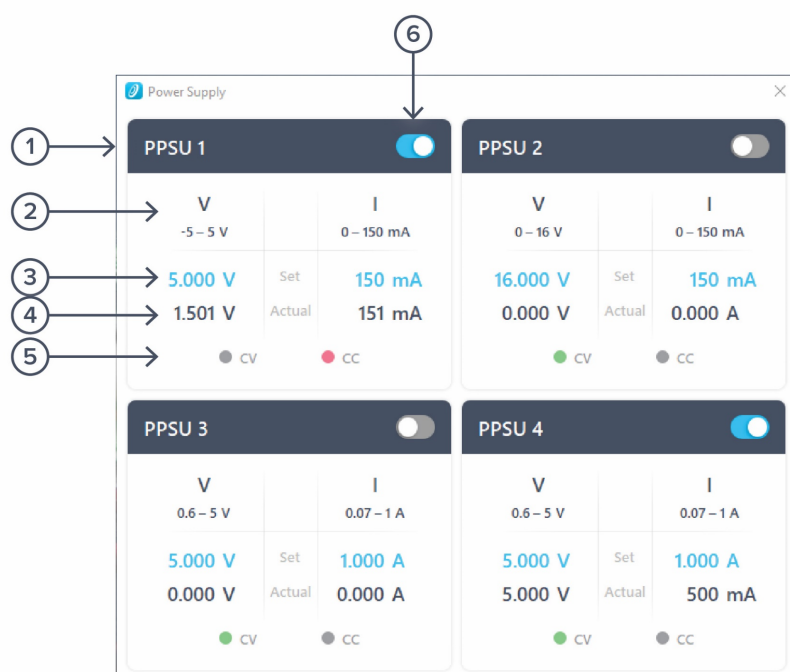 6
Power Supply
1
PPSU 1
PPSU 2
2
V I
-5 – 5 V 0 – 150 mA
V I
0 – 16 V 0 – 150 mA
3
5.000 V Set 150 mA
16.000 V Set 150 mA
4
1.501 V Actual 151 mA
0.000 V Actual 0.000 A
5
CV CC
CV CC
PPSU 3
PPSU 4
V I
0.6 – 5 V 0.07 – 1 A
V I
0.6 – 5 V 0.07 – 1 A
5.000 V Set 1.000 A
5.000 V Set 1.000 A
0.000 V Actual 0.000 A
5.000 V Actual 500 mA
CV CC
CV CC